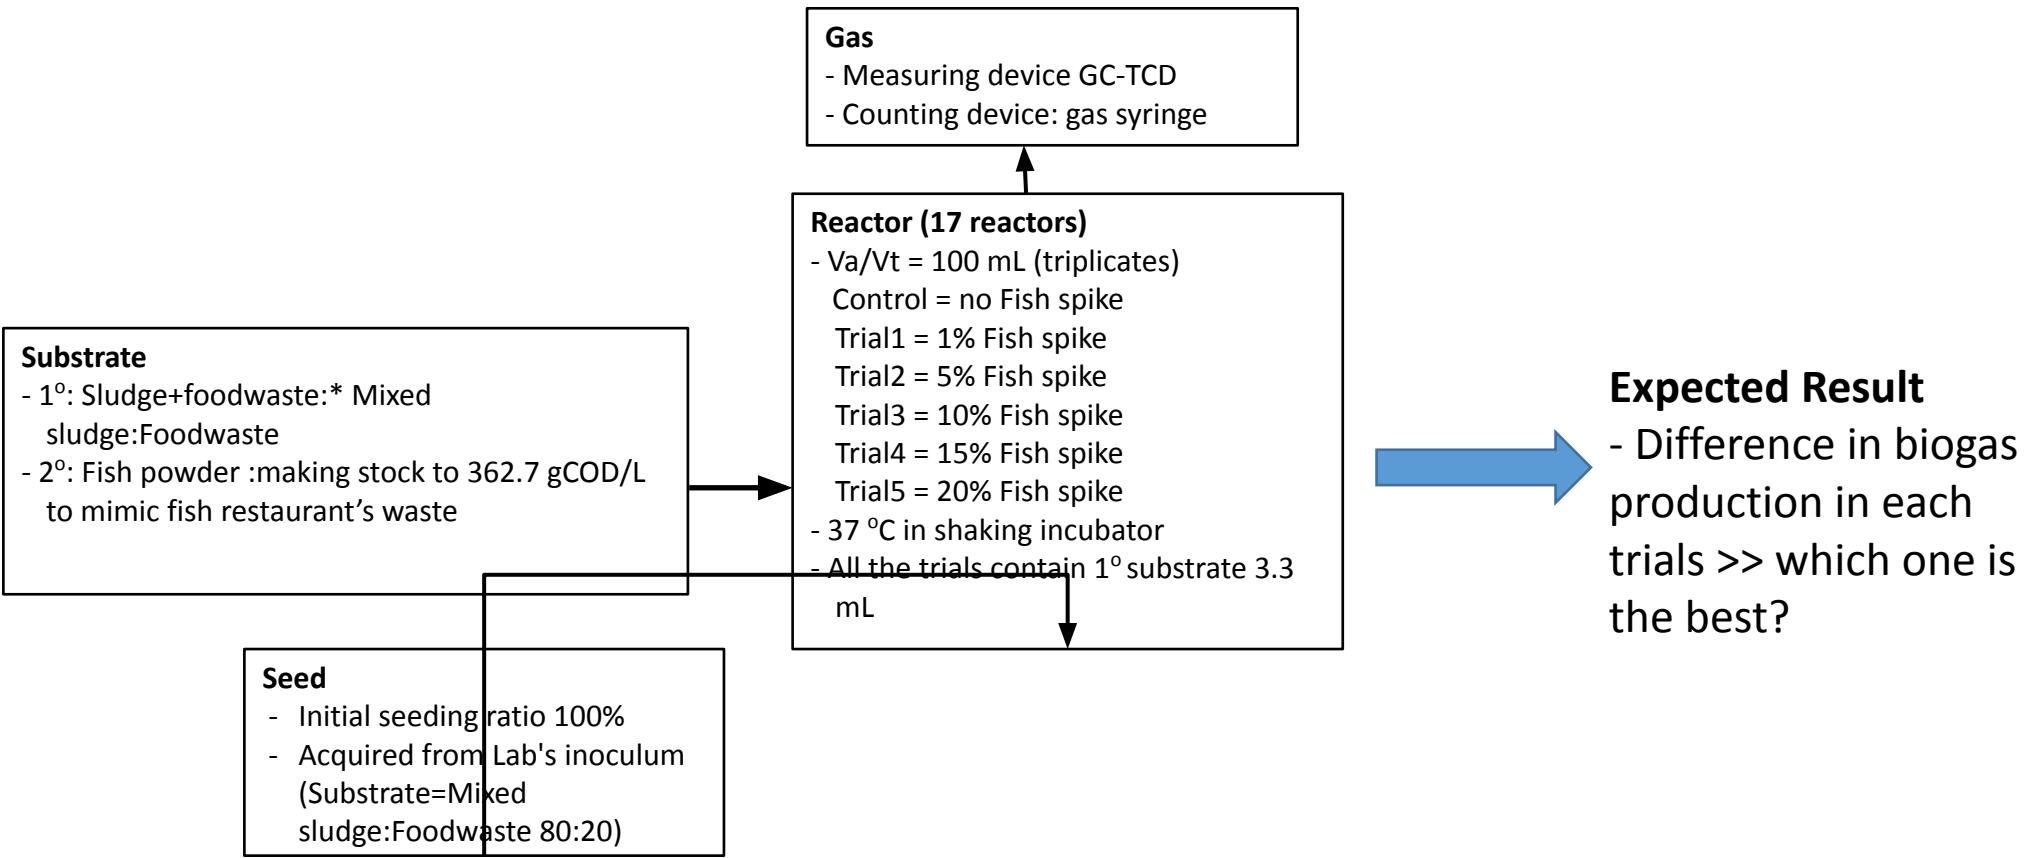 Gas
- Measuring device GC-TCD
- Counting device: gas syringe
Reactor (17 reactors)
- Va/Vt = 100 mL (triplicates)
Control = no Fish spike
Trial1 = 1% Fish spike
Trial2 = 5% Fish spike
Trial3 = 10% Fish spike
Trial4 = 15% Fish spike
Trial5 = 20% Fish spike
- 37 °C in shaking incubator
- All the trials contain 1° substrate 3.3
mL
Substrate
- 1°: Sludge+foodwaste:* Mixed
sludge:Foodwaste
- 2°: Fish powder :making stock to 362.7 gCOD/L
to mimic fish restaurant’s waste
Seed
- Initial seeding ratio 100%
- Acquired from Lab's inoculum
(Substrate=Mixed
sludge:Foodwaste 80:20)
Expected Result
- Difference in biogas
production in each
trials >> which one is
the best?